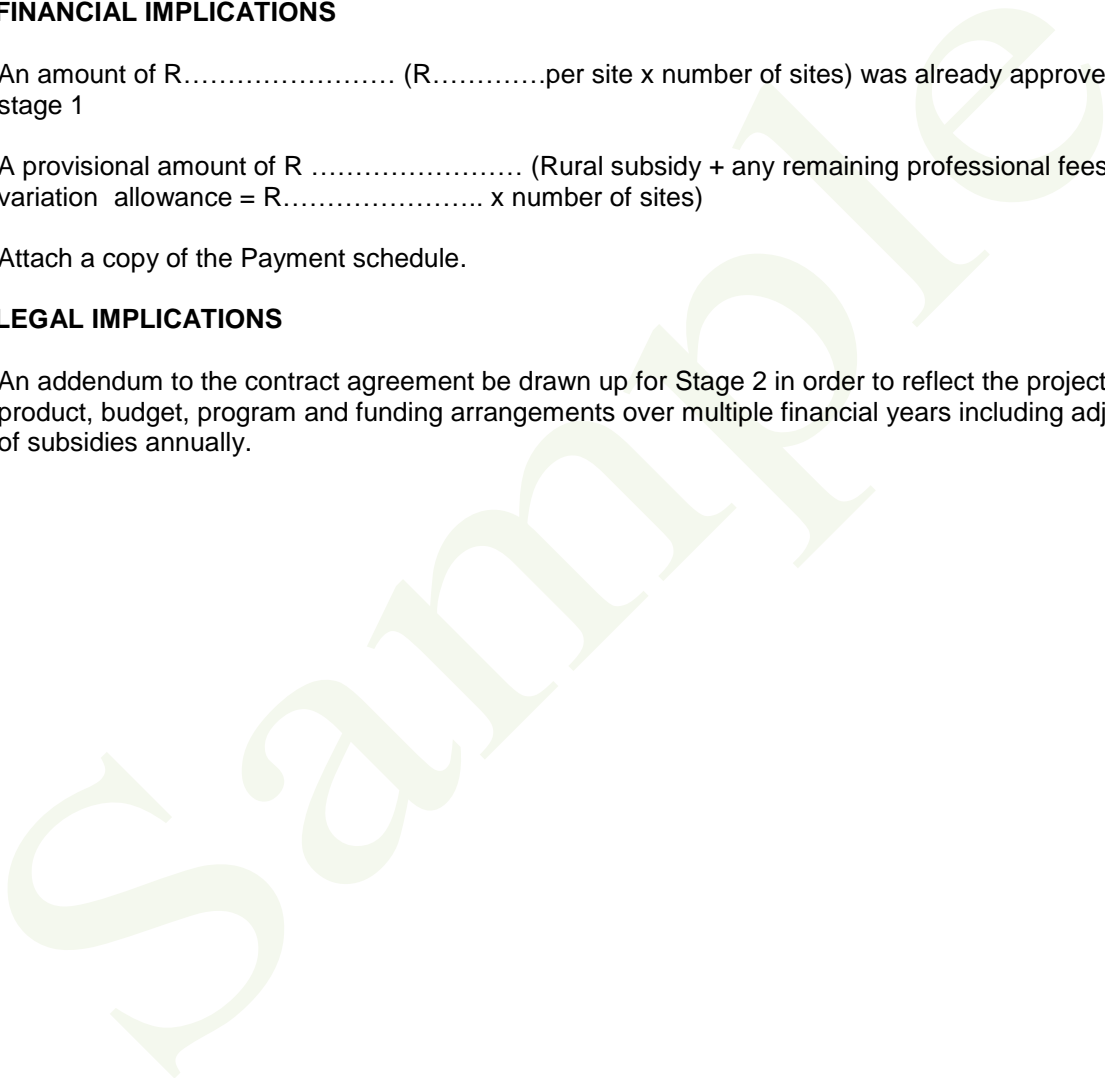 FINANCIAL IMPLICATIONS
An amount of R…………………… (R………….per site x number of sites) was already approve
stage 1
A provisional amount of R …………………… (Rural subsidy + any remaining professional fees
variation allowance = R………………….. x number of sites)
Attach a copy of the Payment schedule.
LEGAL IMPLICATIONS
An addendum to the contract agreement be drawn up for Stage 2 in order to reflect the project
product, budget, program and funding arrangements over multiple financial years including adj
of subsidies annually.
Sample